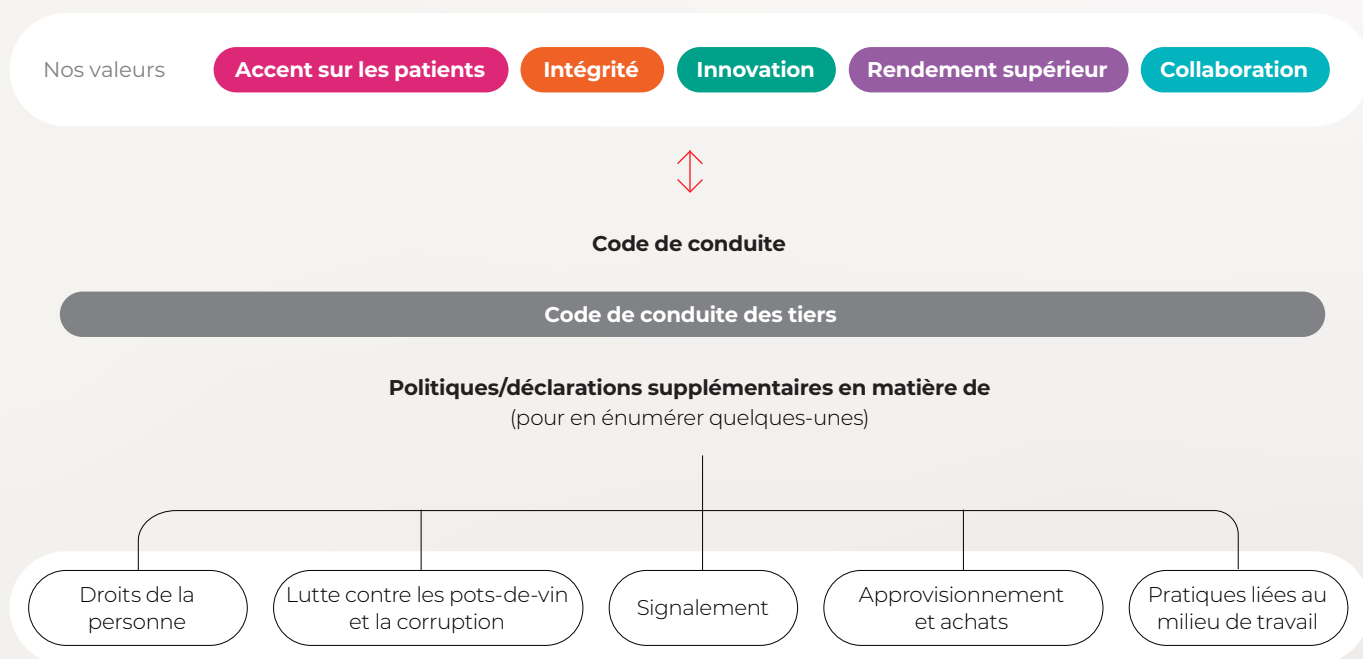 Nos valeurs
Accent sur les patients
Intégrité
Innovation
Rendement supérieur
Collaboration
Code de conduite
Code de conduite des tiers
Politiques/déclarations supplémentaires en matière de
(pour en énumérer quelques-unes)
Droits de la
personne
Lutte contre les pots-de-vin
et la corruption
Signalement
Approvisionnement
et achats
Pratiques liées au
milieu de travail